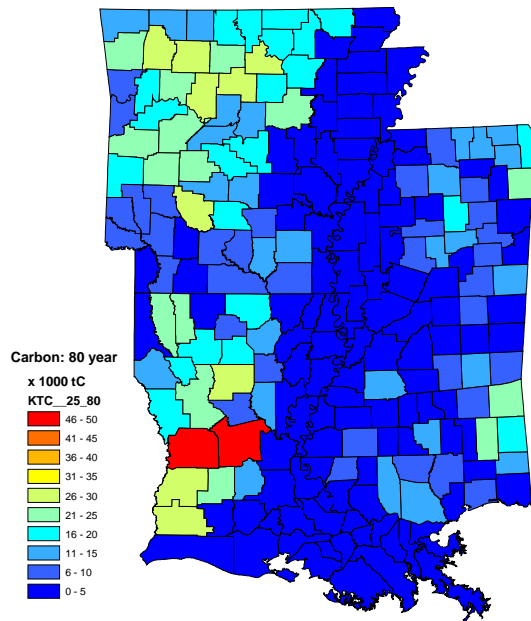 Carbon: 80 year
x 1000 tC
KTC__25_80
46 - 50
41 - 45
36 - 40
31 - 35
26 - 30
21 - 25
16 - 20
11 - 15
6 - 10
0 - 5